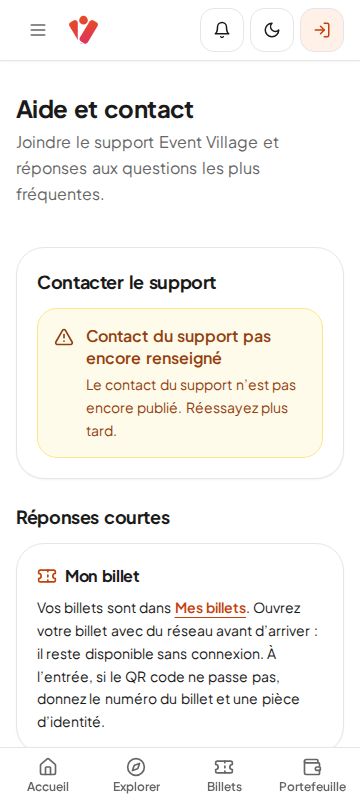 Aide et contact
Joindre le support Event Village et
réponses aux questions les plus
fréquentes.
Contacter le support
Contact du support pas
encore renseigné
Le contact du support n’est pas
encore publié. Réessayez plus
tard.
Réponses courtes
Mon billet
Vos billets sont dans Mes billets. Ouvrez
votre billet avec du réseau avant d’arriver :
il reste disponible sans connexion. À
l’entrée, si le QR code ne passe pas,
donnez le numéro du billet et une pièce
d’identité.
Accueil
Explorer
Billets
Portefeuille